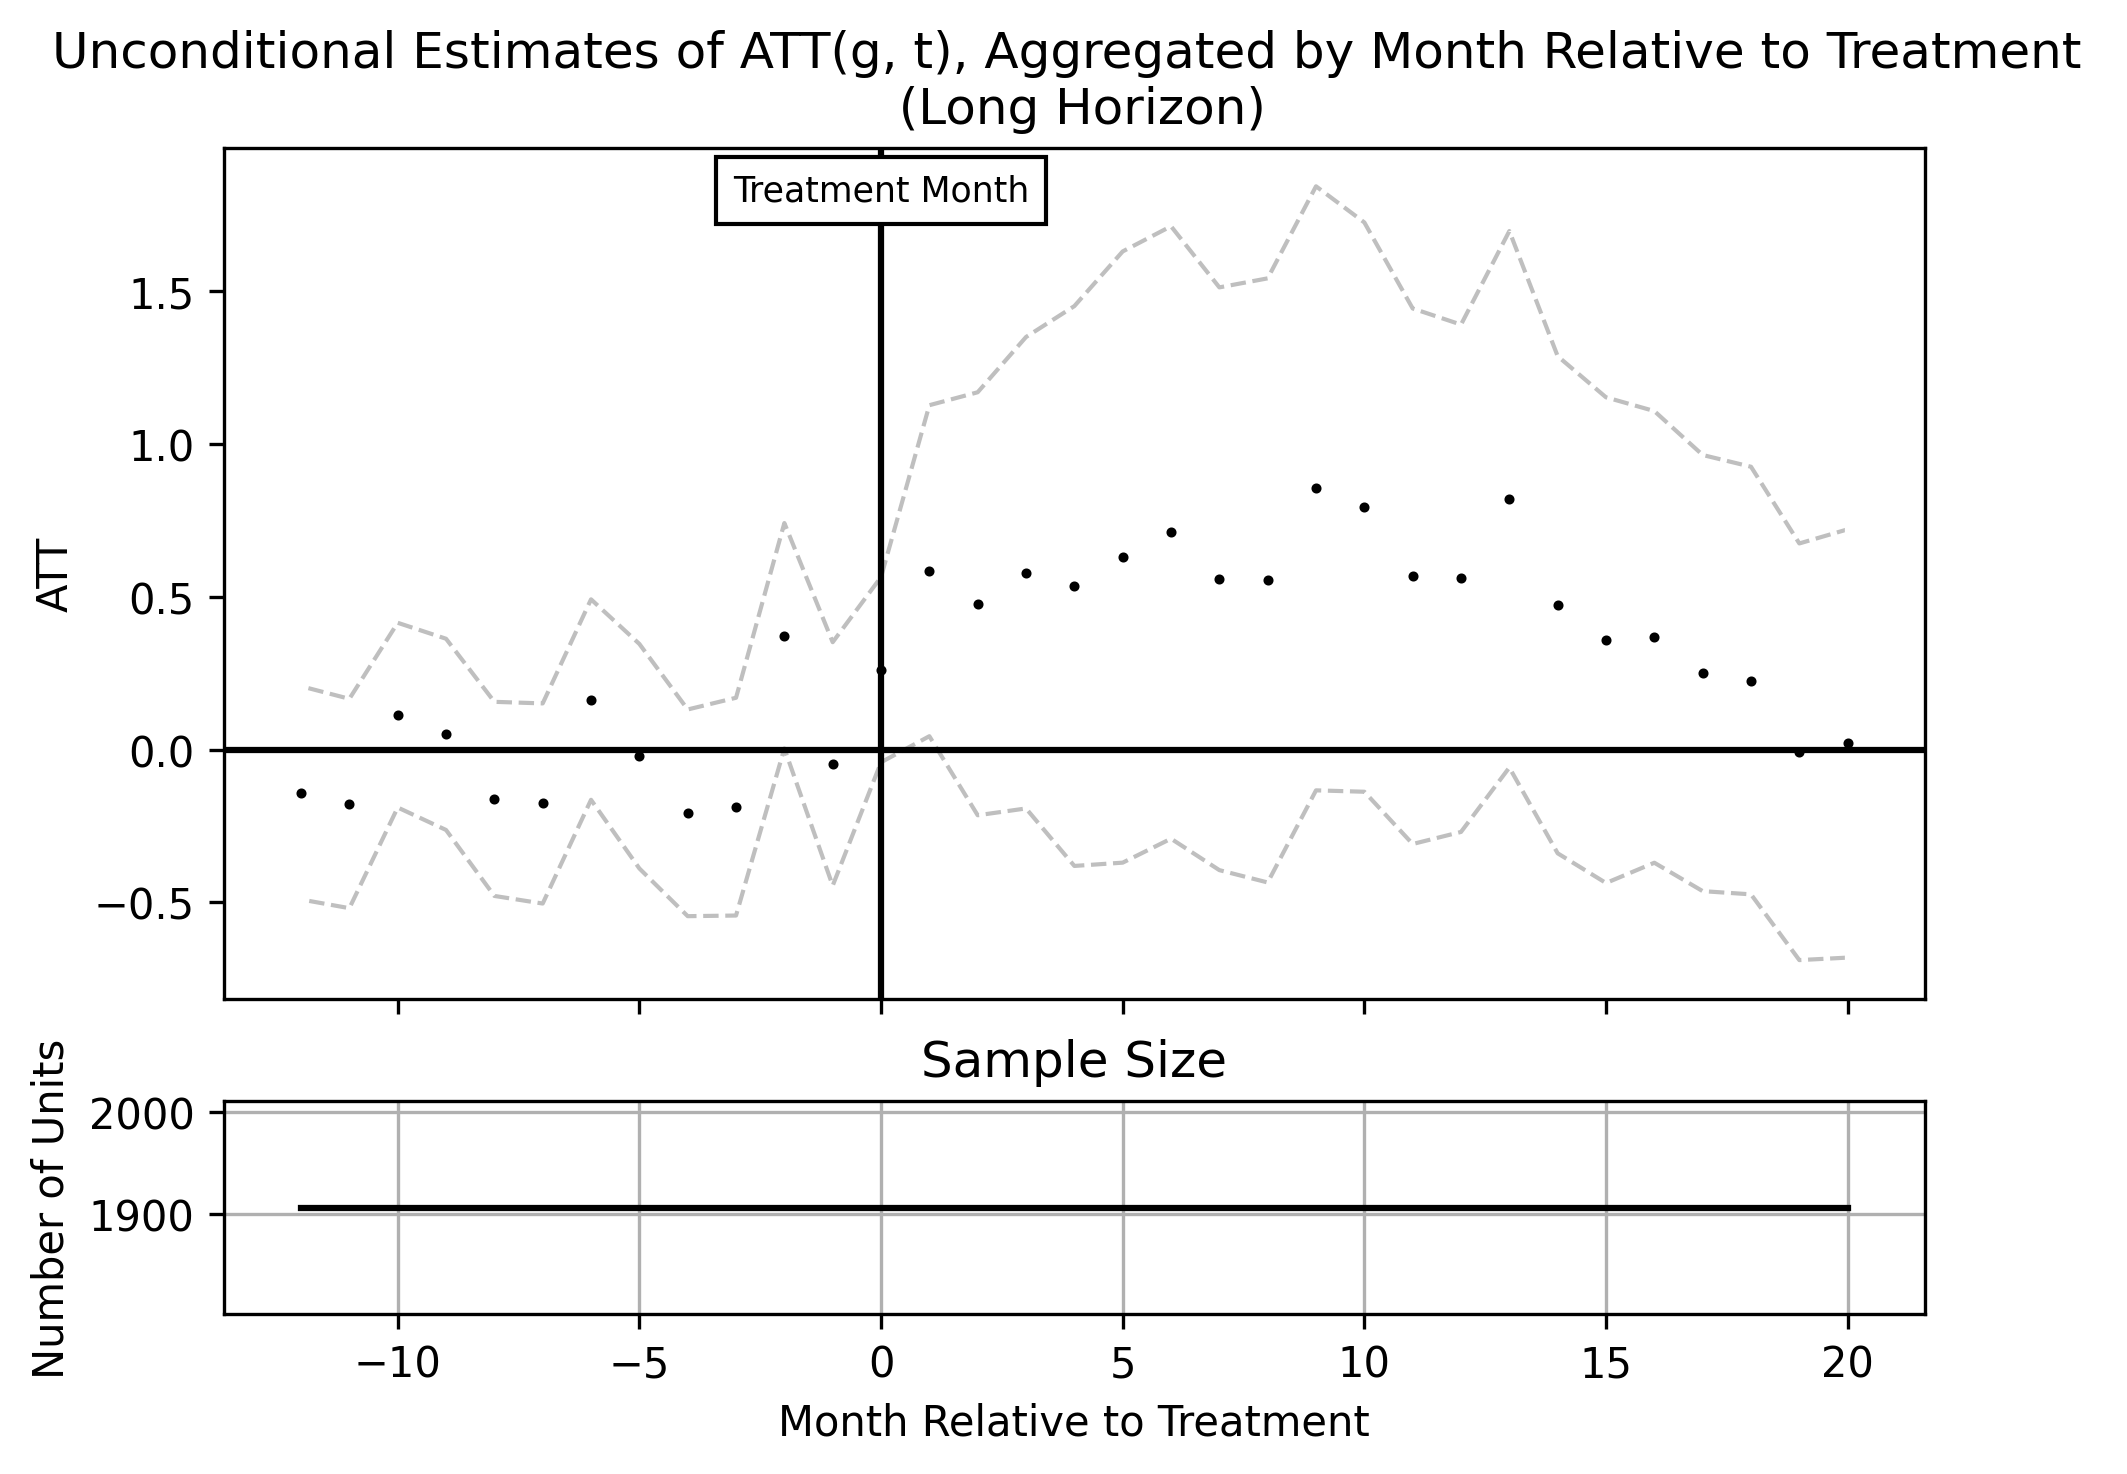 Unconditional Estimates of ATT(g, t), Aggregated by Month Relative to Treatment
(Long Horizon)
Treatment Month
ATT
1.5
1.0
0.5
0.0
−0.5
Sample Size
Number of Units
2000
1900
−10 −5 0 5 10 15 20
Month Relative to Treatment